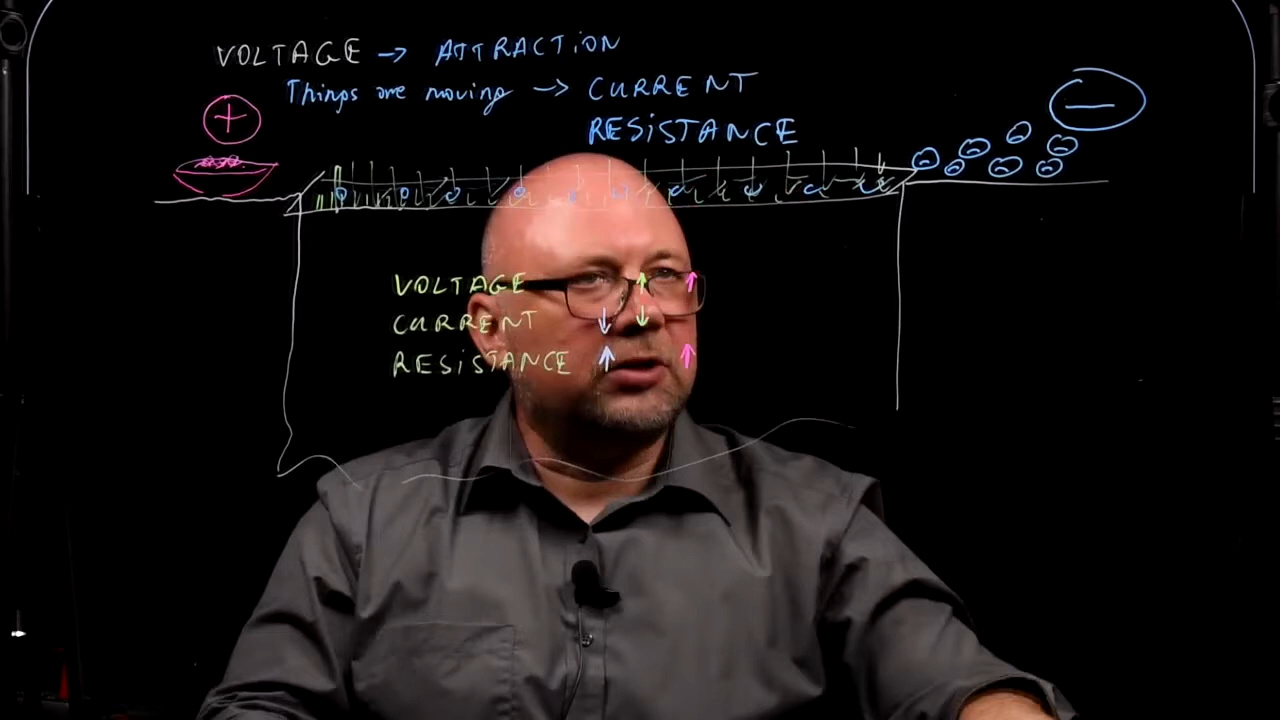 VOLTAGE → ATTRACTION
Things are moving → CURRENT
RESISTANCE
+
−
VOLTAGE ↑ ↑
CURRENT ↓ ↓
RESISTANCE ↑ ↑